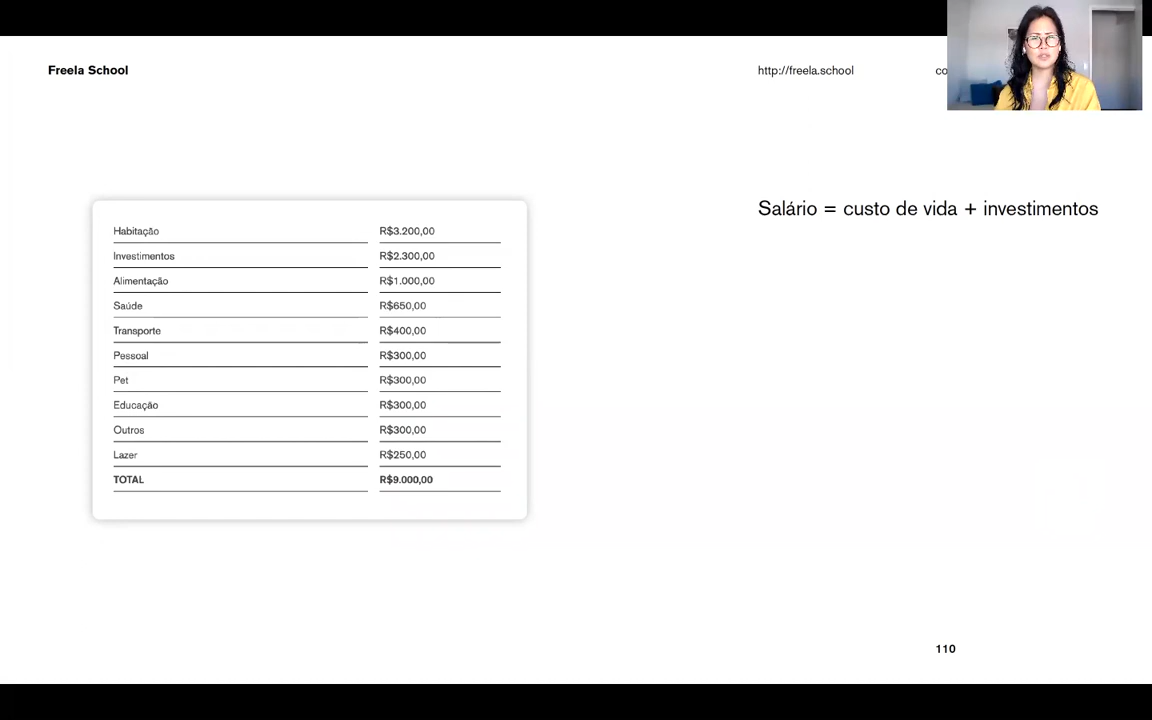 Freela School
http://freela.school
co
Salário = custo de vida + investimentos
Habitação R$3.200,00
Investimentos R$2.300,00
Alimentação R$1.000,00
Saúde R$650,00
Transporte R$400,00
Pessoal R$300,00
Pet R$300,00
Educação R$300,00
Outros R$300,00
Lazer R$250,00
TOTAL R$9.000,00
110